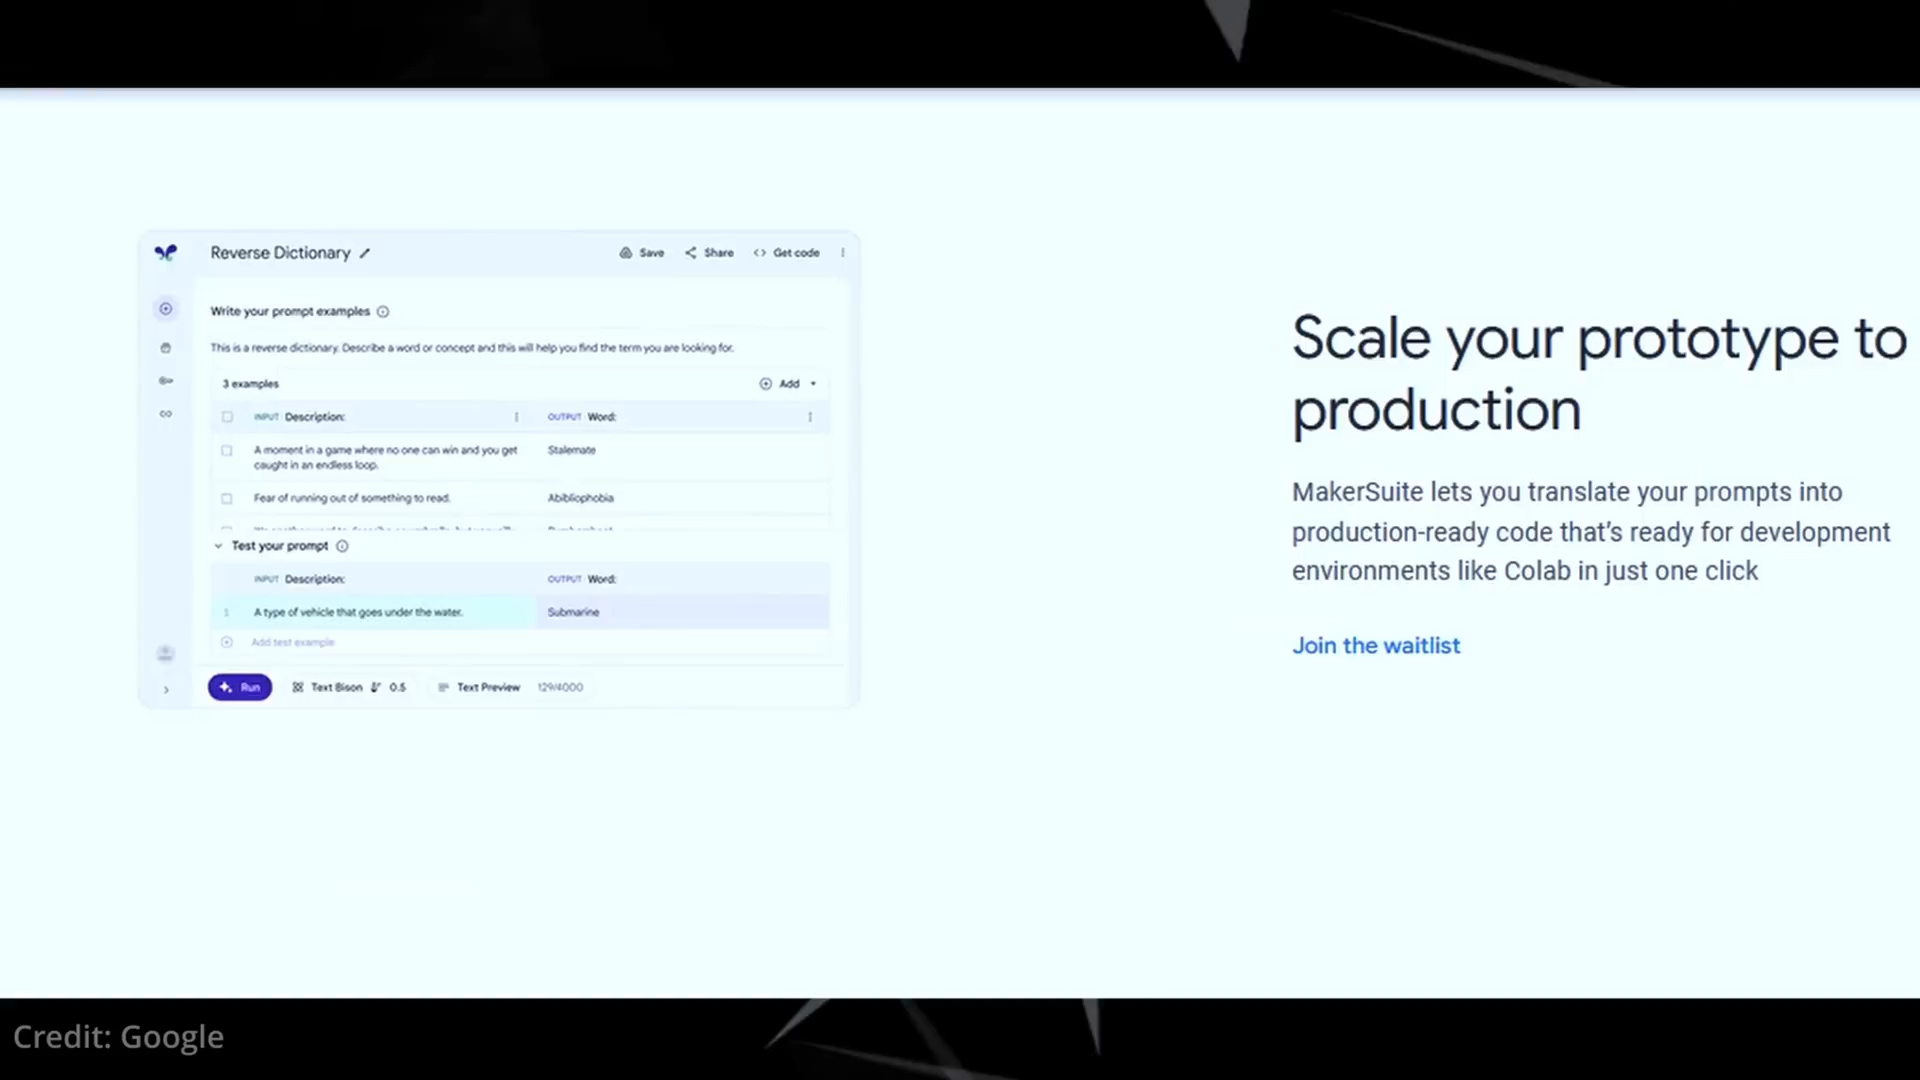 Reverse Dictionary
Save Share Get code
Write your prompt examples
This is a reverse dictionary. Describe a word or concept and this will help you find the term you are looking for.
3 examples
Add
INPUT Description: OUTPUT Word:
A moment in a game where no one can win and you get Stalemate
caught in an endless loop.
Fear of running out of something to read. Abibliophobia
Test your prompt
INPUT Description: OUTPUT Word:
1 A type of vehicle that goes under the water. Submarine
Add test example
Run Text Bison 0.5 Text Preview 129/4000
Scale your prototype to
production
MakerSuite lets you translate your prompts into
production-ready code that’s ready for development
environments like Colab in just one click
Join the waitlist
Credit: Google